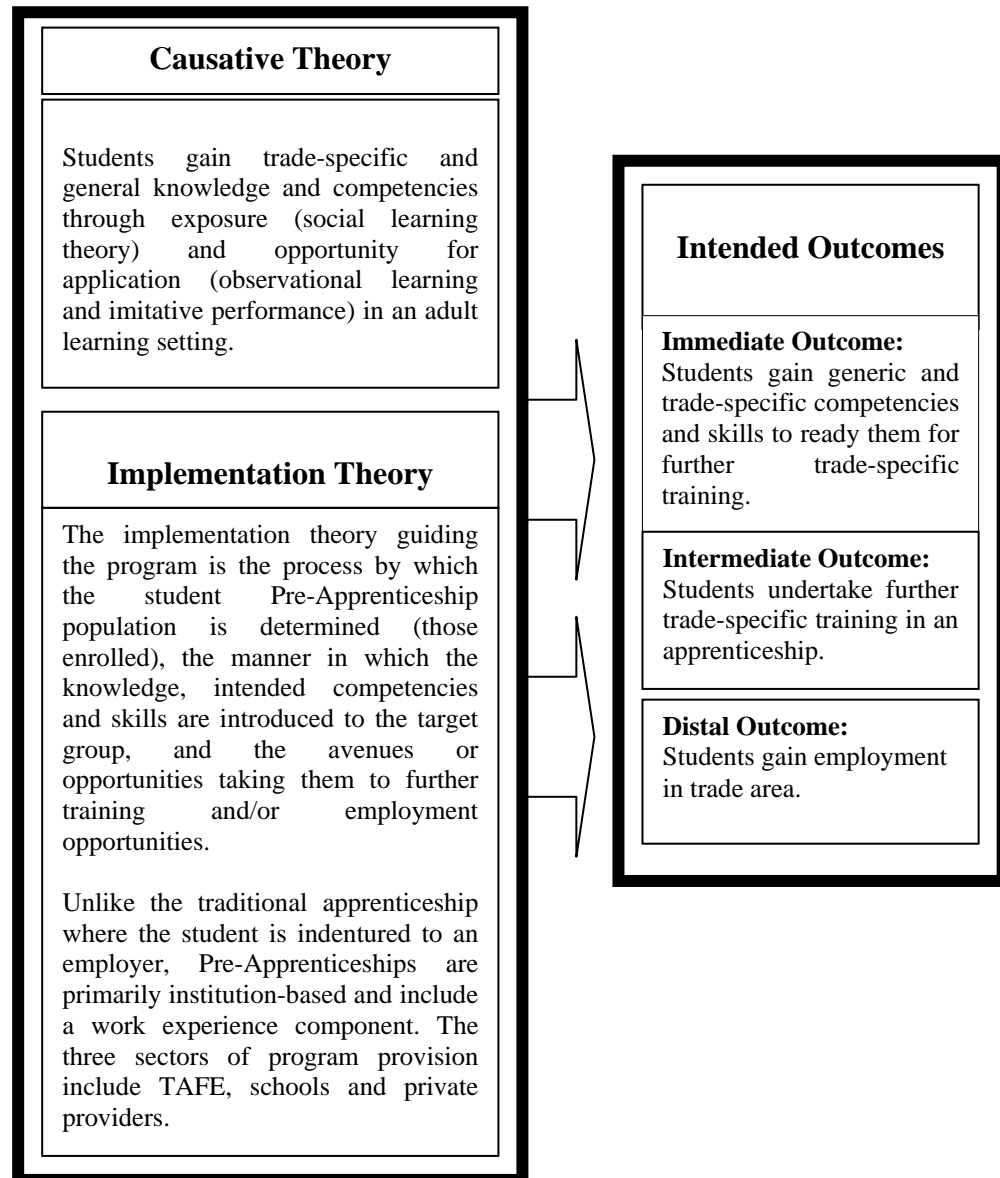 Causative Theory
Students gain trade-specific and
general knowledge and competencies
through exposure (social learning
theory) and opportunity for
application (observational learning
and imitative performance) in an adult
learning setting.
Implementation Theory
The implementation theory guiding
the program is the process by which
the student Pre-Apprenticeship
population is determined (those
enrolled), the manner in which the
knowledge, intended competencies
and skills are introduced to the target
group, and the avenues or
opportunities taking them to further
training and/or employment
opportunities.
Unlike the traditional apprenticeship
where the student is indentured to an
employer, Pre-Apprenticeships are
primarily institution-based and include
a work experience component. The
three sectors of program provision
include TAFE, schools and private
providers.
Intended Outcomes
Immediate Outcome:
Students gain generic and
trade-specific competencies
and skills to ready them for
further trade-specific
training.
Intermediate Outcome:
Students undertake further
trade-specific training in an
apprenticeship.
Distal Outcome:
Students gain employment
in trade area.